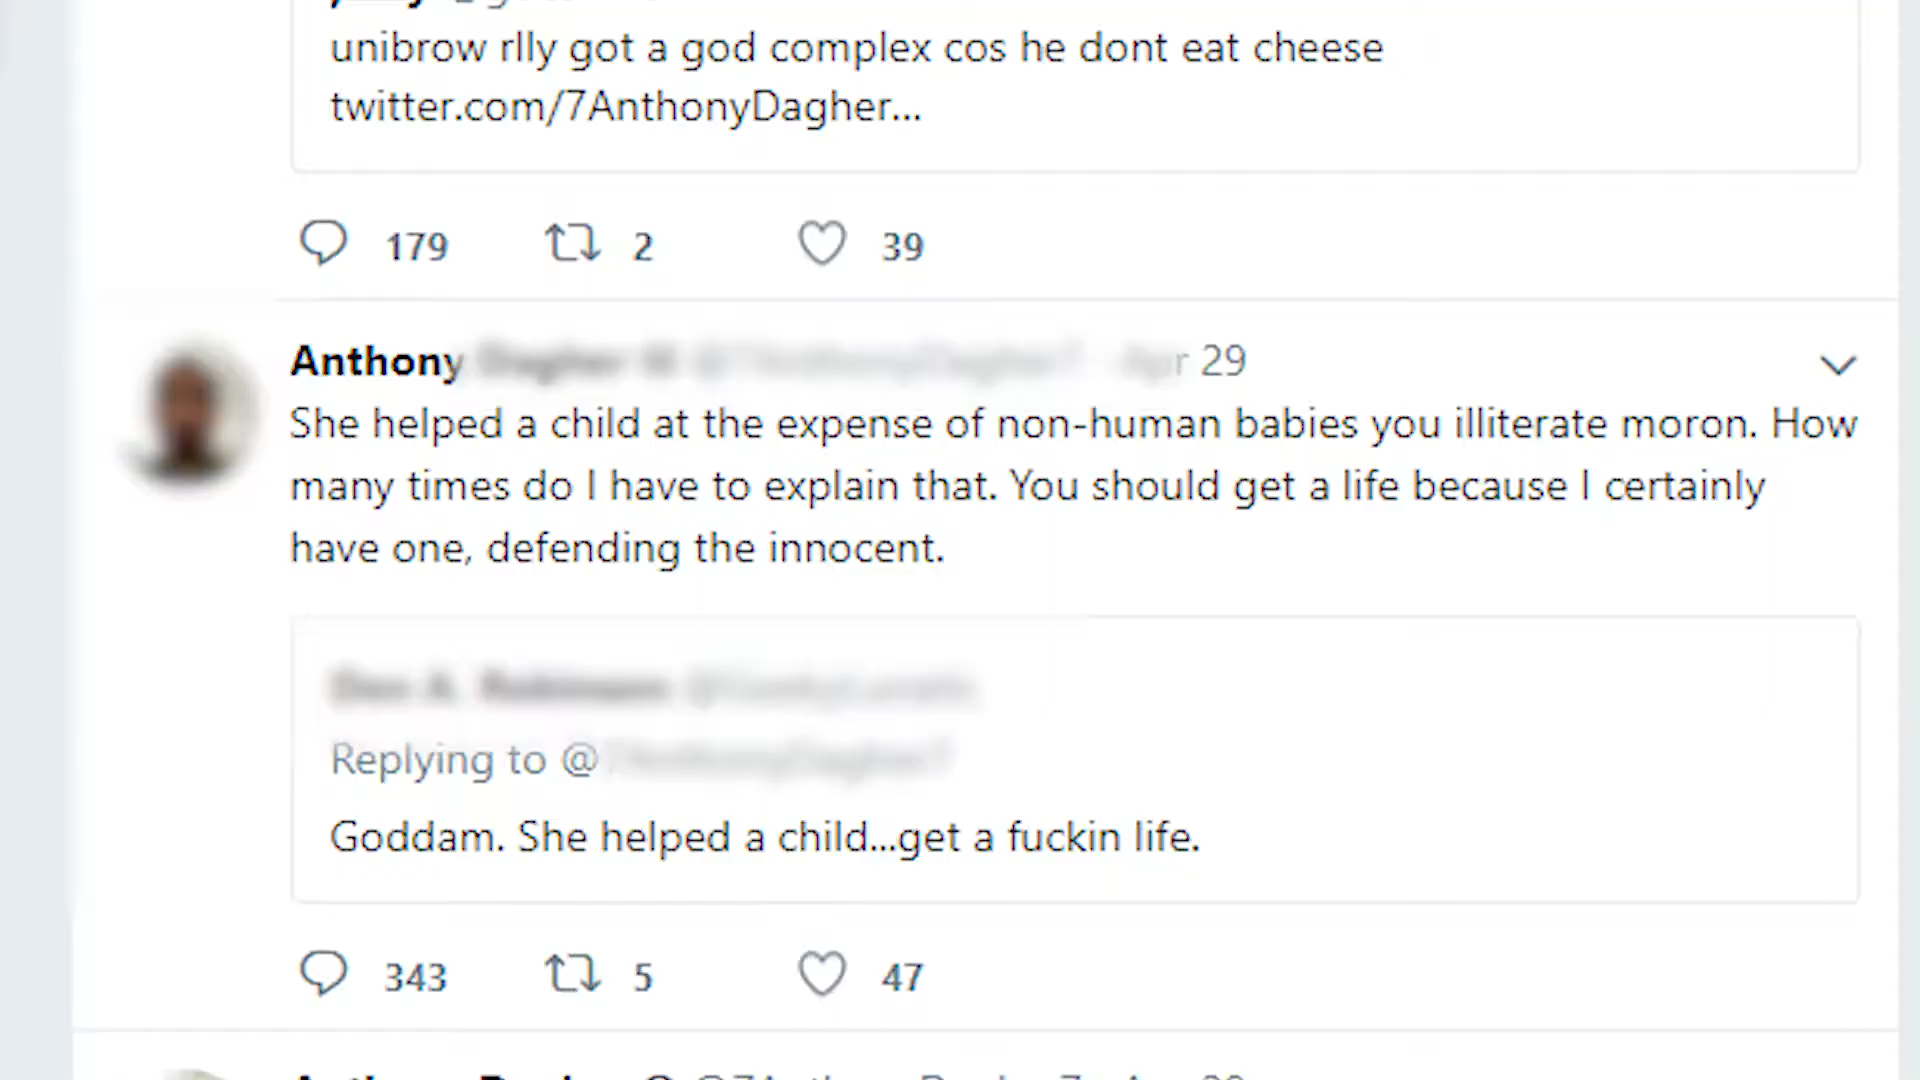 unibrow rlly got a god complex cos he dont eat cheese
twitter.com/7AnthonyDagher...
179 2 39
Anthony Apr 29
She helped a child at the expense of non-human babies you illiterate moron. How
many times do I have to explain that. You should get a life because I certainly
have one, defending the innocent.
Replying to @
Goddam. She helped a child...get a fuckin life.
343 5 47